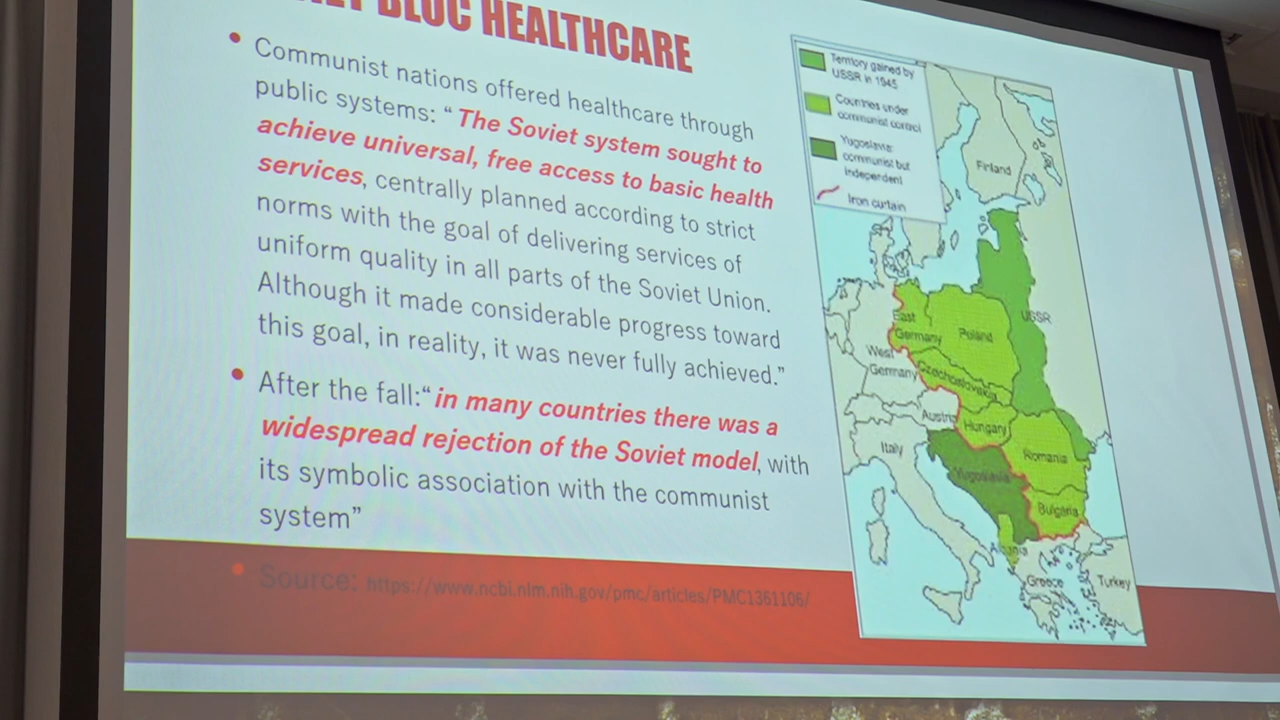 BLOC HEALTHCARE
• Communist nations offered healthcare through
public systems: “ The Soviet system sought to
achieve universal, free access to basic health
services, centrally planned according to strict
norms with the goal of delivering services of
uniform quality in all parts of the Soviet Union.
Although it made considerable progress toward
this goal, in reality, it was never fully achieved.”
• After the fall:“ in many countries there was a
widespread rejection of the Soviet model, with
its symbolic association with the communist
system”
• Source: https://www.ncbi.nlm.nih.gov/pmc/articles/PMC1361106/
Territory gained by
USSR in 1945
Countries under
communist control
Yugoslavia:
communist but
independent
Iron curtain
Finland
USSR
East
Germany
Poland
West
Germany
Czechoslovakia
Austria
Hungary
Italy
Romania
Yugoslavia
Bulgaria
Albania
Greece
Turkey